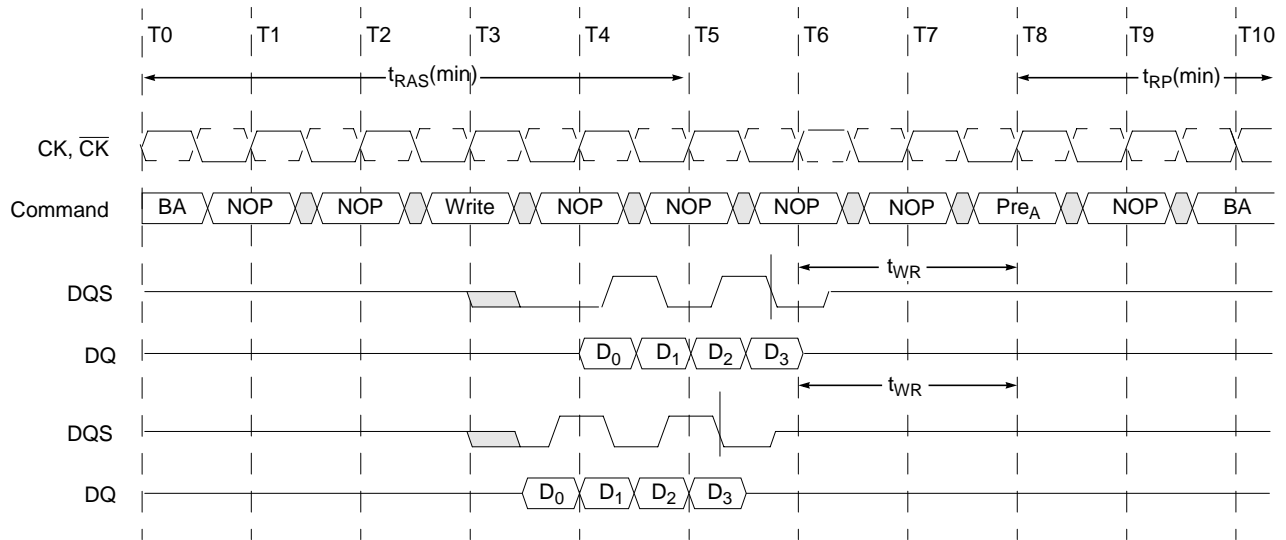 T0 T1 T2 T3 T4 T5 T6 T7 T8 T9 T10
tRAS(min) tRP(min)
CK, CK
Command BA NOP NOP Write NOP NOP NOP NOP PreA NOP BA
tWR
DQS
DQ D0 D1 D2 D3
tWR
DQS
DQ D0 D1 D2 D3